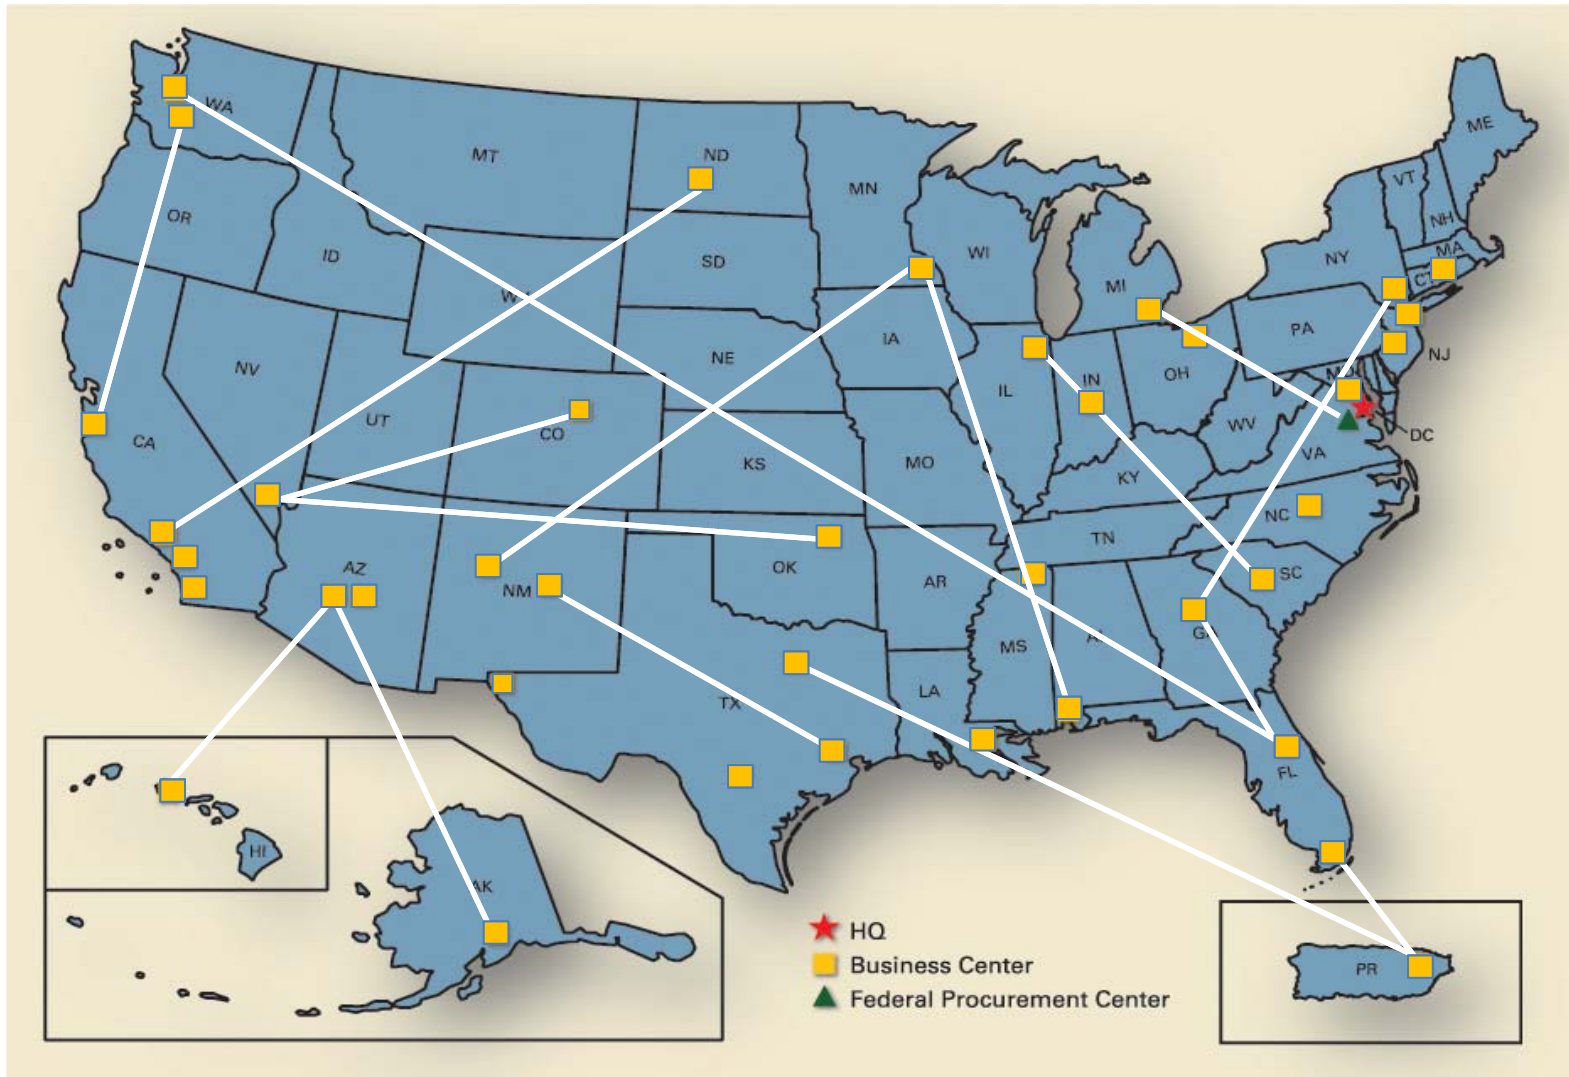 WA
MT
ND
MN
OR
ID
SD
WI
MI
NY
VT
NH
ME
MA
CT
PA
NJ
NV
UT
CO
NE
IA
IL
IN
OH
WV
VA
DC
CA
KS
MO
KY
AZ
NM
OK
AR
TN
NC
SC
TX
LA
MS
GA
FL
HI
AK
PR
HQ
Business Center
Federal Procurement Center